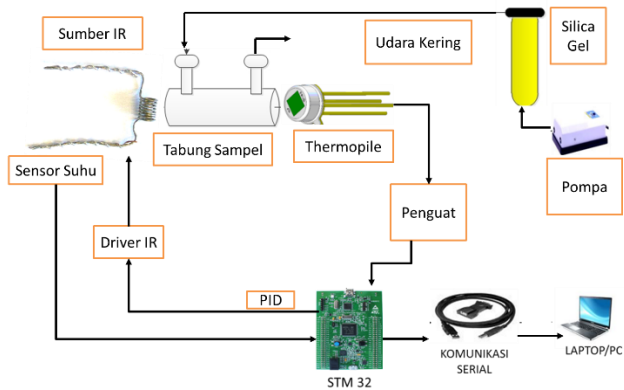 Sumber IR
Udara Kering
Silica
Gel
Tabung Sampel
Thermopile
Sensor Suhu
Pompa
Penguat
Driver IR
PID
KOMUNIKASI
SERIAL
LAPTOP/PC
STM 32